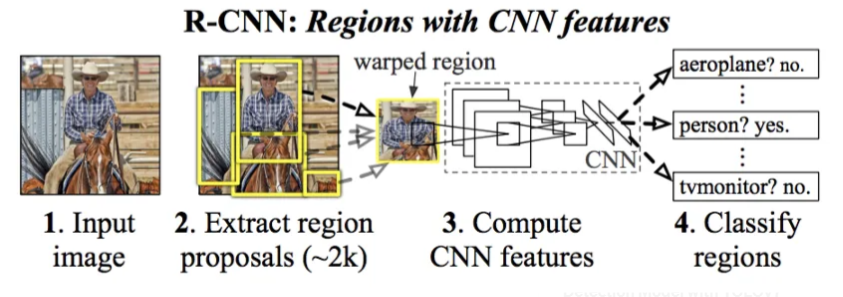 R-CNN: Regions with CNN features
warped region
aeroplane? no.
person? yes.
CNN
tvmonitor? no.
1. Input
image
2. Extract region
proposals (~2k)
3. Compute
CNN features
4. Classify
regions